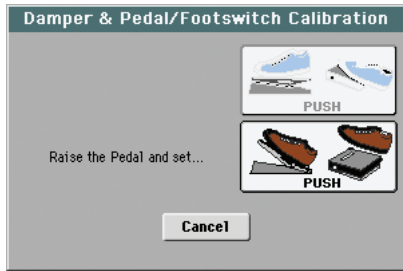 Damper & Pedal/Footswitch Calibration
PUSH
Raise the Pedal and set...
PUSH
Cancel